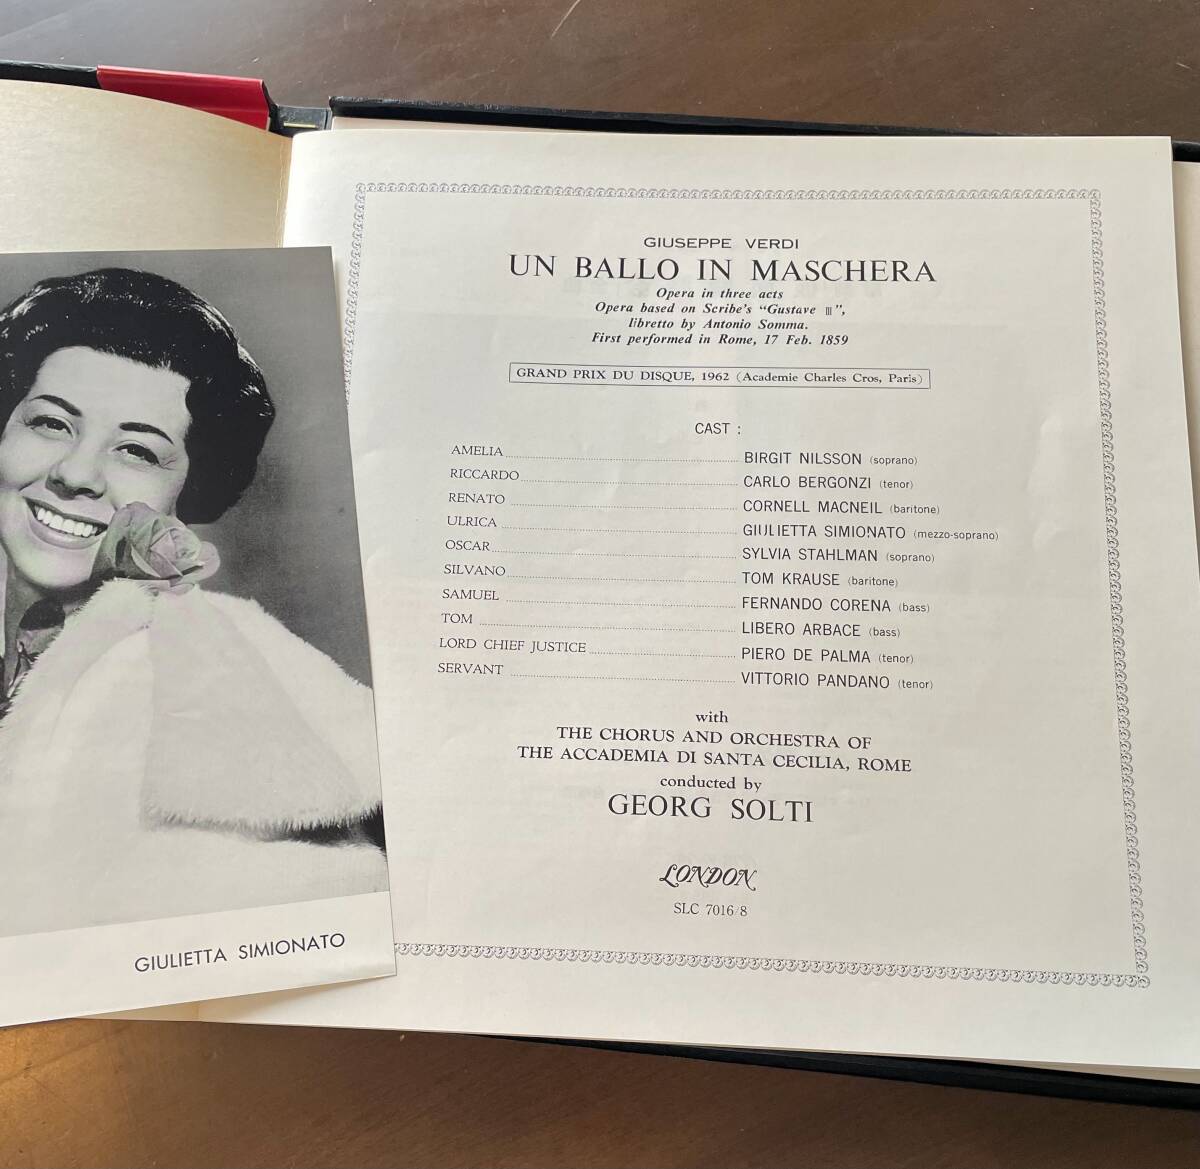 GIUSEPPE VERDI
UN BALLO IN MASCHERA
Opera in three acts
Opera based on Scribe's "Gustave III",
libretto by Antonio Somma.
First performed in Rome, 17 Feb. 1859
GRAND PRIX DU DISQUE, 1962 (Academie Charles Cros, Paris)
CAST :
AMELIA BIRGIT NILSSON (soprano)
RICCARDO CARLO BERGONZI (tenor)
RENATO CORNELL MACNEIL (baritone)
ULRICA GIULIETTA SIMIONATO (mezzo-soprano)
OSCAR SYLVIA STAHLMAN (soprano)
SILVANO TOM KRAUSE (baritone)
SAMUEL FERNANDO CORENA (bass)
TOM LIBERO ARBACE (bass)
LORD CHIEF JUSTICE PIERO DE PALMA (tenor)
SERVANT VITTORIO PANDANO (tenor)
with
THE CHORUS AND ORCHESTRA OF
THE ACCADEMIA DI SANTA CECILIA, ROME
conducted by
GEORG SOLTI
LONDON
SLC 7016/8
GIULIETTA SIMIONATO